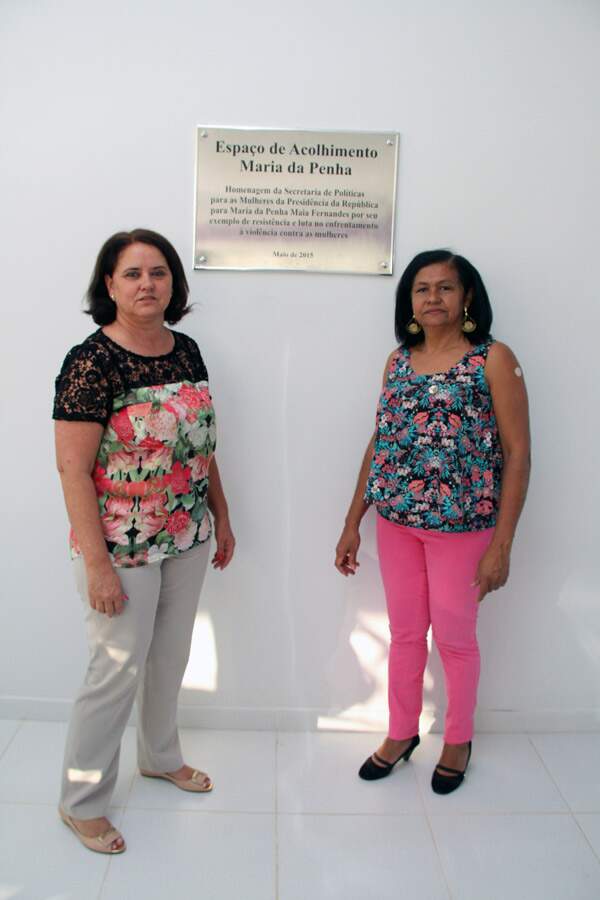 Espaço de Acolhimento
Maria da Penha
Homenagem da Secretaria de Políticas
para as Mulheres da Presidência da República
para Maria da Penha Maia Fernandes por seu
exemplo de resistência e luta no enfrentamento
à violência contra as mulheres
Maio de 2015